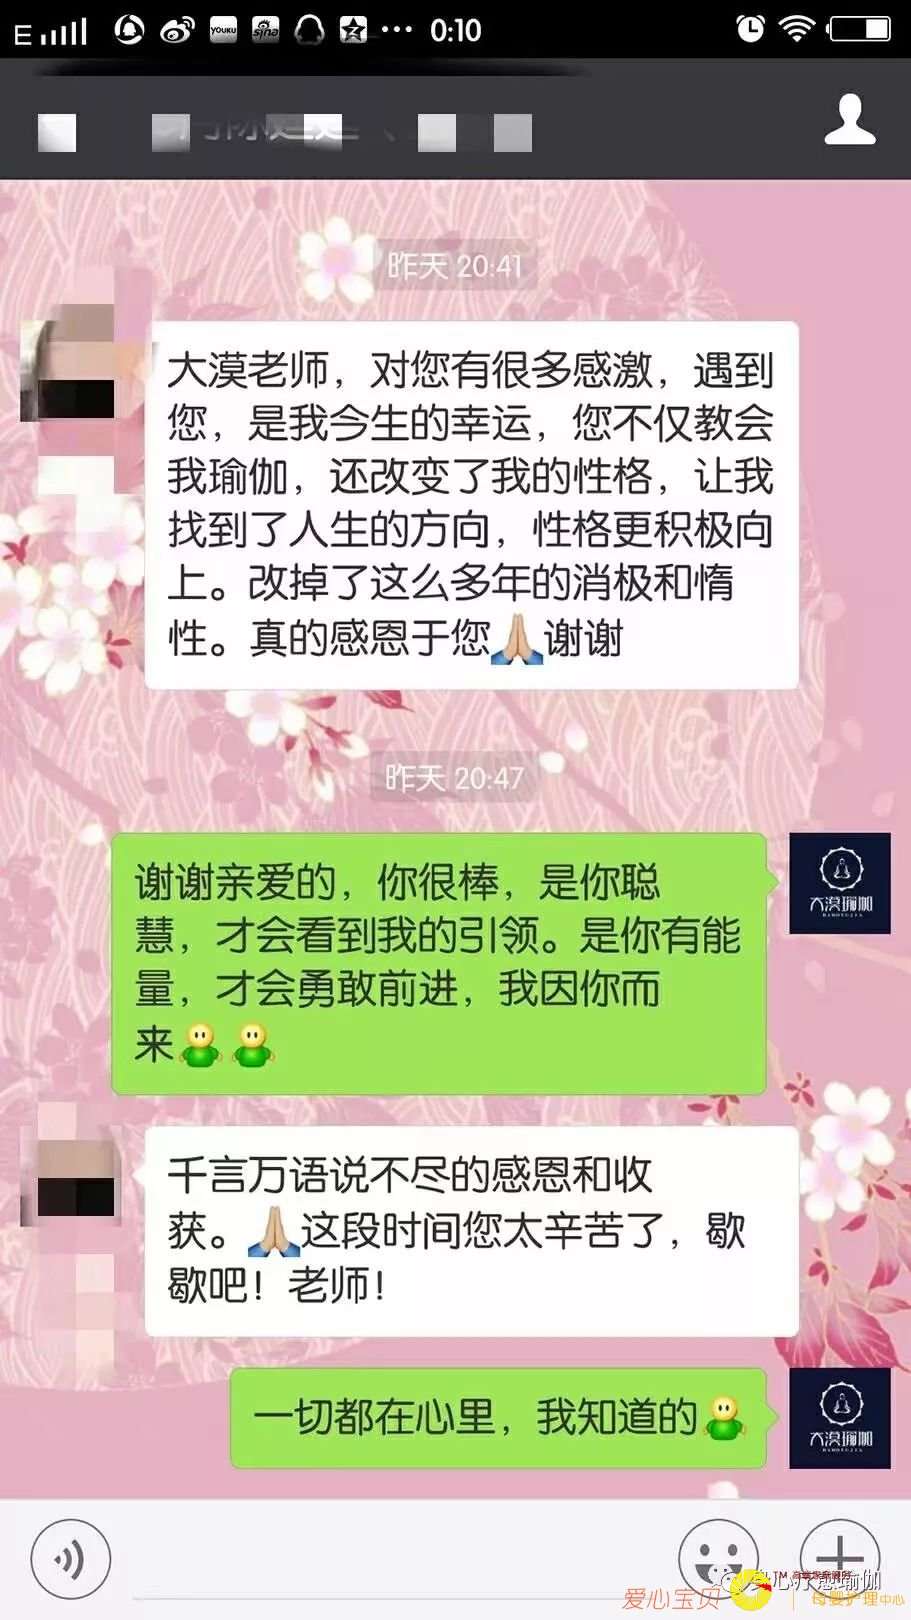 E
YOUKU
sina
0:10
昨天 20:41
大漠老师，对您有很多感激，遇到
您，是我今生的幸运，您不仅教会
我瑜伽，还改变了我的性格，让我
找到了人生的方向，性格更积极向
上。改掉了这么多年的消极和惰
性。真的感恩于您🙏谢谢
昨天 20:47
谢谢亲爱的，你很棒，是你聪
慧，才会看到我的引领。是你有能
量，才会勇敢前进，我因你而
来
大漠瑜伽
千言万语说不尽的感恩和收
获。🙏这段时间您太辛苦了，歇
歇吧！老师！
一切都在心里，我知道的
大漠瑜伽
心疗愈瑜伽
爱心宝贝
母婴护理中心